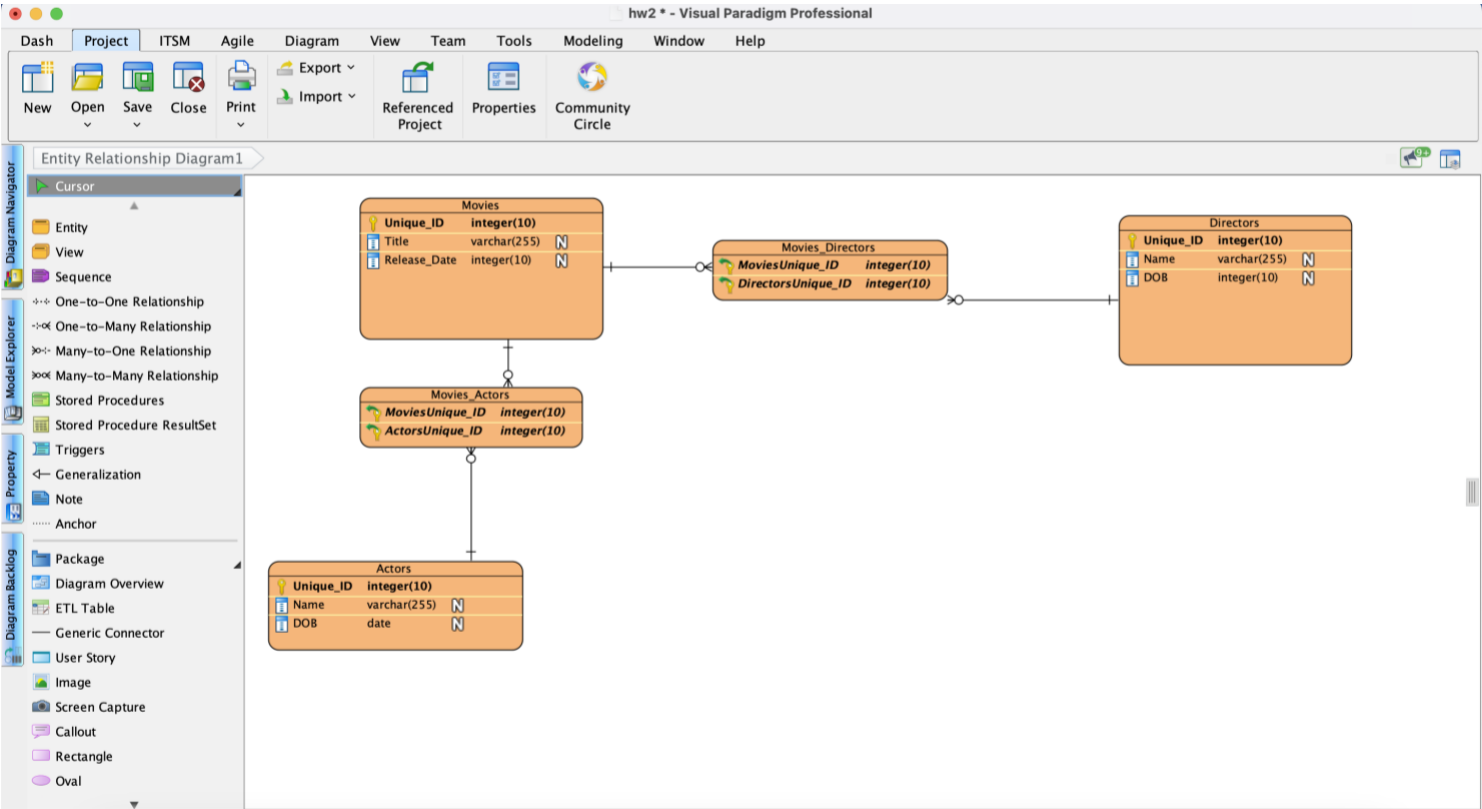 hw2 * - Visual Paradigm Professional
Dash Project ITSM Agile Diagram View Team Tools Modeling Window Help
New Open Save Close Print Export Import Referenced Project Properties Community Circle
Entity Relationship Diagram1
9+
Diagram Navigator
Model Explorer
Property
Diagram Backlog
Cursor
Entity
View
Sequence
One-to-One Relationship
One-to-Many Relationship
Many-to-One Relationship
Many-to-Many Relationship
Stored Procedures
Stored Procedure ResultSet
Triggers
Generalization
Note
Anchor
Package
Diagram Overview
ETL Table
Generic Connector
User Story
Image
Screen Capture
Callout
Rectangle
Oval
Movies
Unique_ID integer(10)
Title varchar(255) N
Release_Date integer(10) N
Movies_Directors
MoviesUnique_ID integer(10)
DirectorsUnique_ID integer(10)
Directors
Unique_ID integer(10)
Name varchar(255) N
DOB integer(10) N
Movies_Actors
MoviesUnique_ID integer(10)
ActorsUnique_ID integer(10)
Actors
Unique_ID integer(10)
Name varchar(255) N
DOB date N